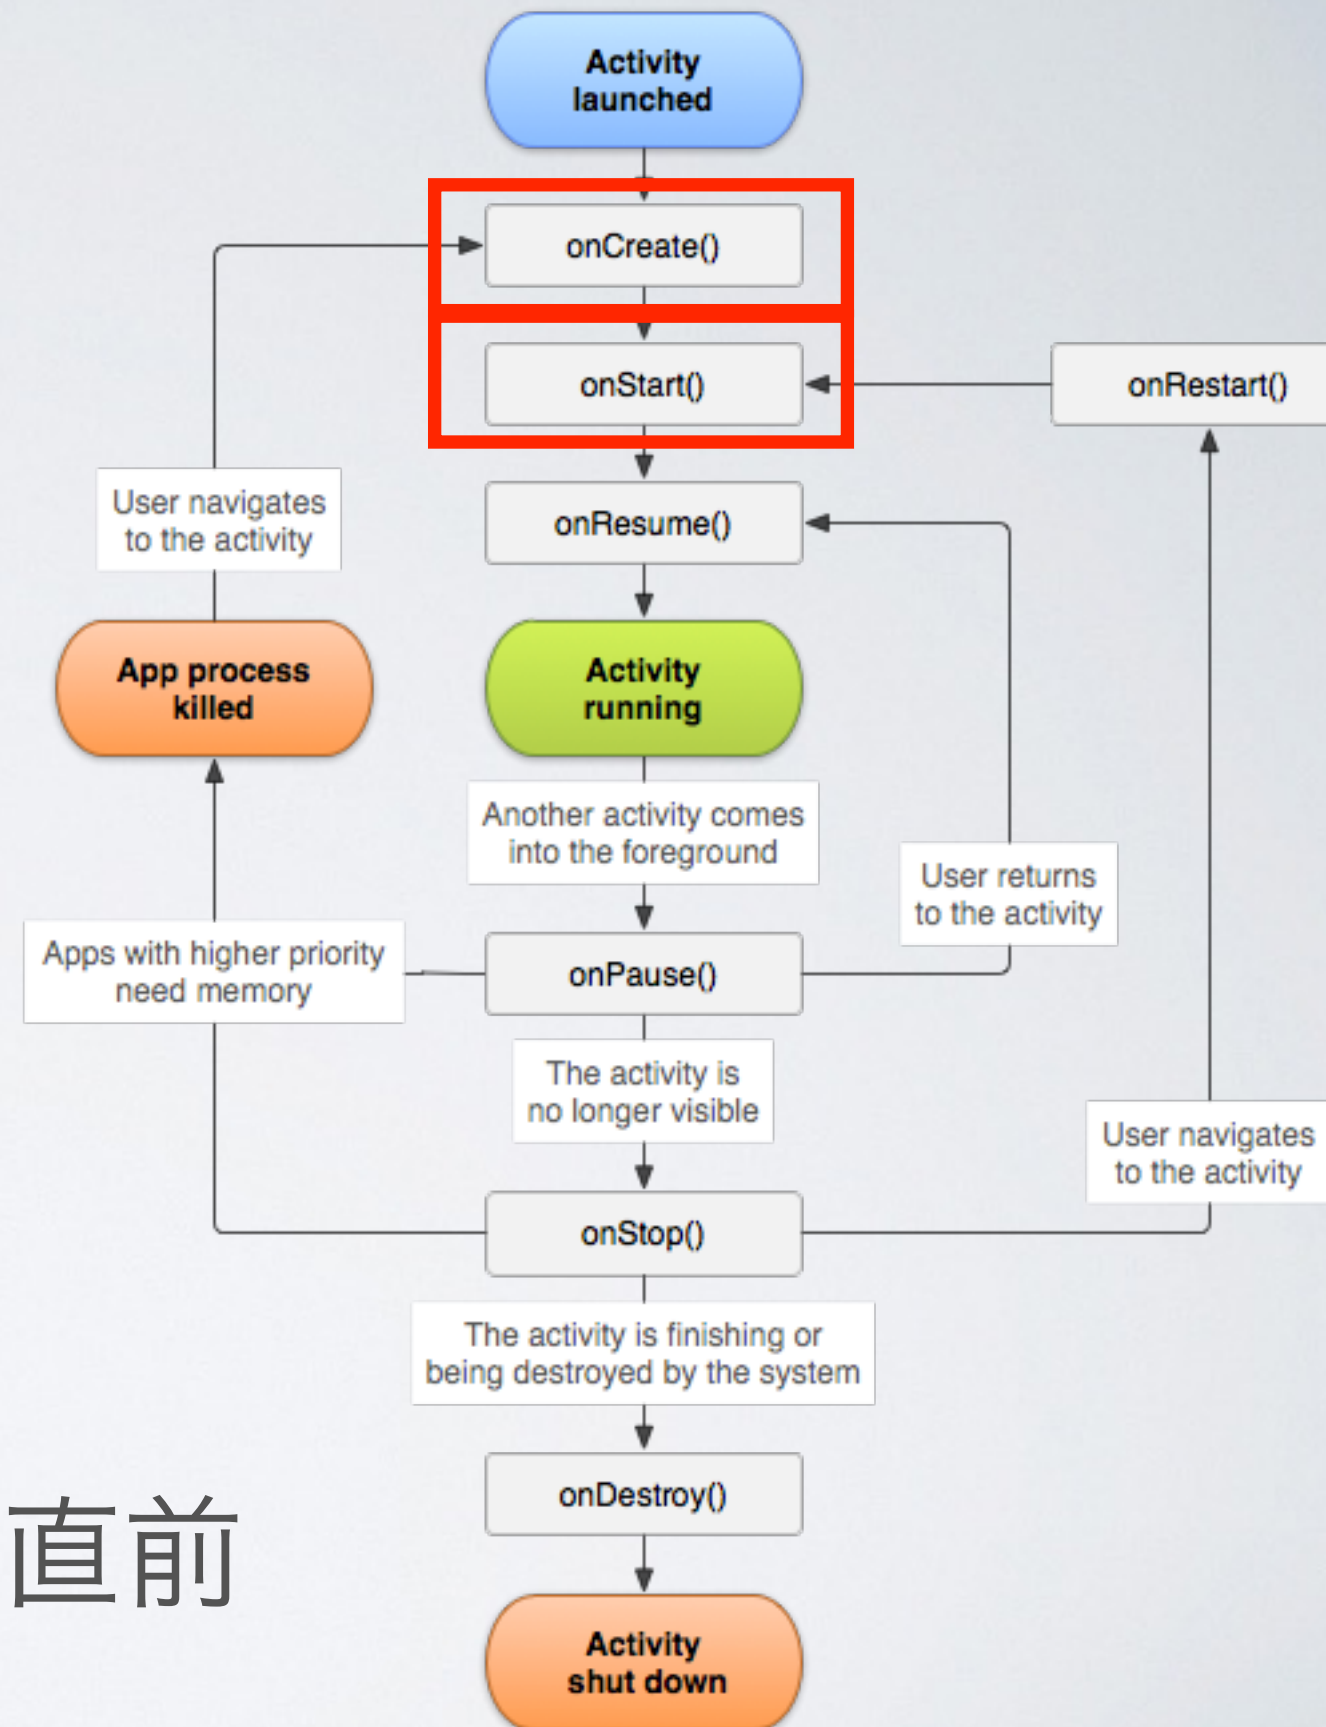 Activity
launched
onCreate()
onStart()
onRestart()
User navigates
to the activity
onResume()
App process
killed
Activity
running
Another activity comes
into the foreground
User returns
to the activity
Apps with higher priority
need memory
onPause()
The activity is
no longer visible
User navigates
to the activity
onStop()
The activity is finishing or
being destroyed by the system
onDestroy()
直前
Activity
shut down